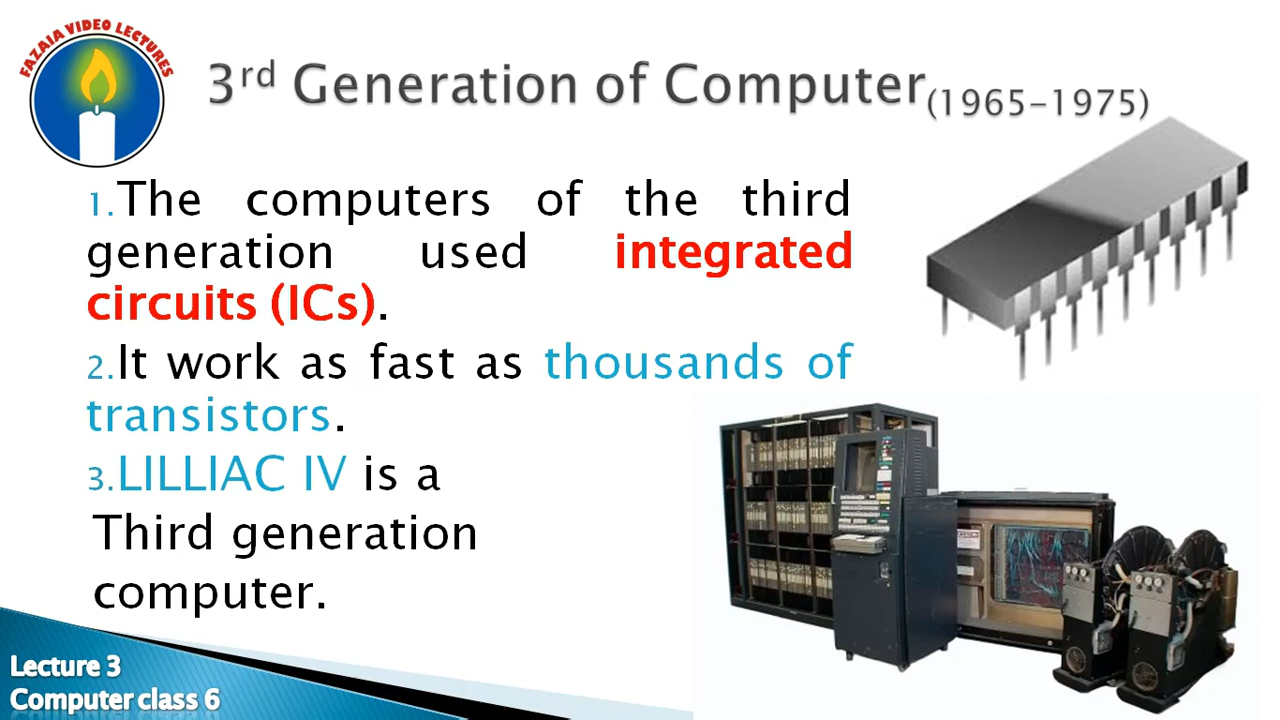 FAZAIA VIDEO LECTURES
3rd Generation of Computer(1965-1975)
1.The computers of the third
generation used integrated
circuits (ICs).
2.It work as fast as thousands of
transistors.
3.LILLIAC IV is a
Third generation
computer.
Lecture 3
Computer class 6